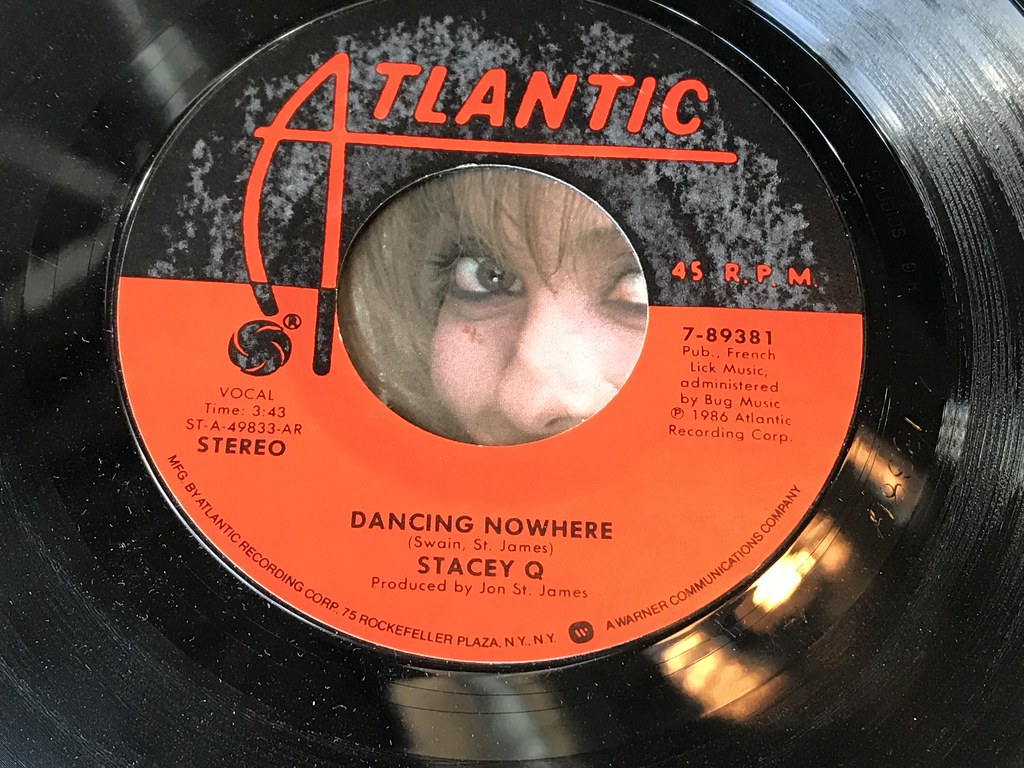 ATLANTIC
45 R.P.M.
®
VOCAL
Time: 3:43
ST-A-49833-AR
STEREO
7-89381
Pub., French
Lick Music,
administered
by Bug Music
℗ 1986 Atlantic
Recording Corp.
DANCING NOWHERE
(Swain, St. James)
STACEY Q
Produced by Jon St. James
MFG BY ATLANTIC RECORDING CORP. 75 ROCKEFELLER PLAZA, N.Y., N.Y. A WARNER COMMUNICATIONS COMPANY